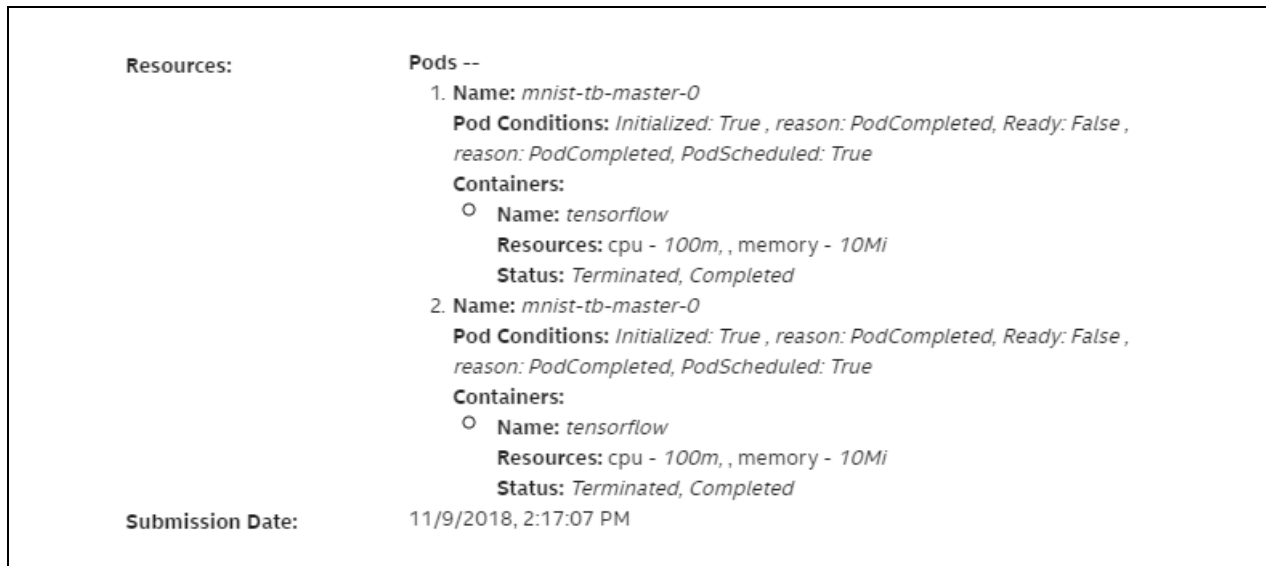 Resources: Pods --
1. Name: mnist-tb-master-0
Pod Conditions: Initialized: True , reason: PodCompleted, Ready: False ,
reason: PodCompleted, PodScheduled: True
Containers:
Name: tensorflow
Resources: cpu - 100m, , memory - 10Mi
Status: Terminated, Completed
2. Name: mnist-tb-master-0
Pod Conditions: Initialized: True , reason: PodCompleted, Ready: False ,
reason: PodCompleted, PodScheduled: True
Containers:
Name: tensorflow
Resources: cpu - 100m, , memory - 10Mi
Status: Terminated, Completed
Submission Date: 11/9/2018, 2:17:07 PM